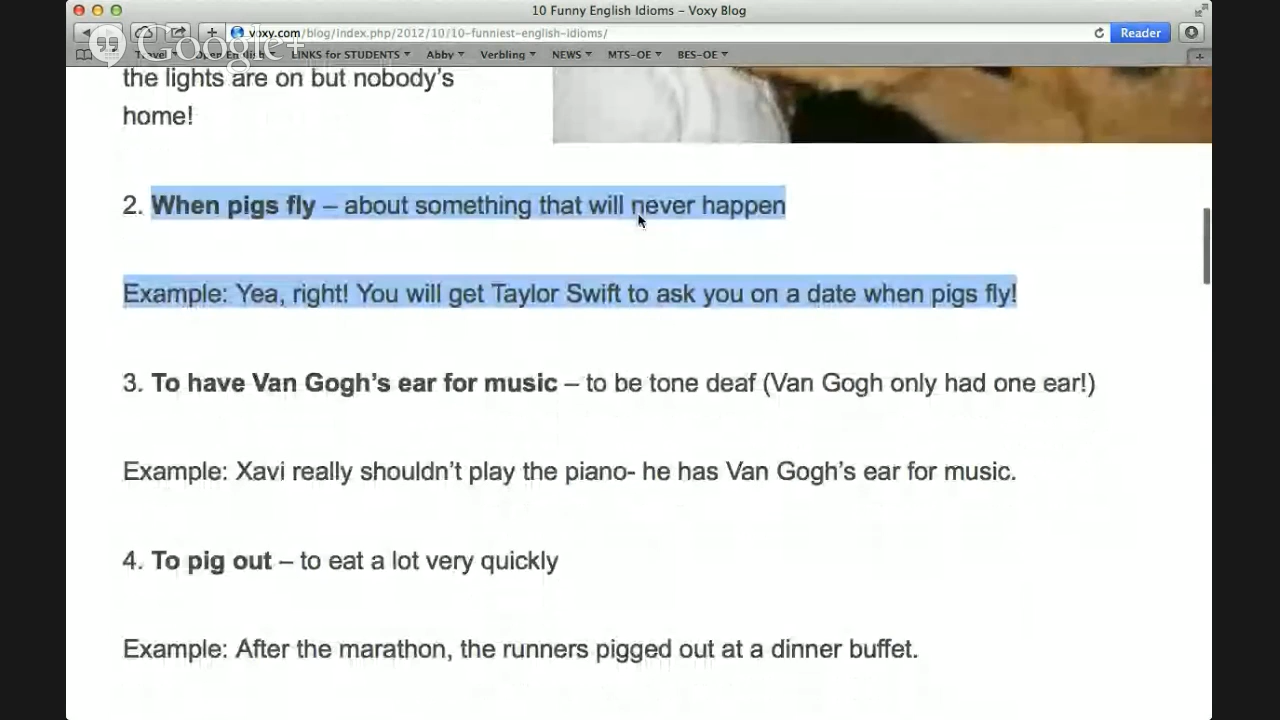 10 Funny English Idioms – Voxy Blog
voxy.com/blog/index.php/2012/10/10-funniest-english-idioms/
Reader
Google+
Travel Open English LINKS for STUDENTS Abby Verbling NEWS MTS-OE BES-OE
the lights are on but nobody’s
home!
2. When pigs fly – about something that will never happen
Example: Yea, right! You will get Taylor Swift to ask you on a date when pigs fly!
3. To have Van Gogh’s ear for music – to be tone deaf (Van Gogh only had one ear!)
Example: Xavi really shouldn’t play the piano- he has Van Gogh’s ear for music.
4. To pig out – to eat a lot very quickly
Example: After the marathon, the runners pigged out at a dinner buffet.